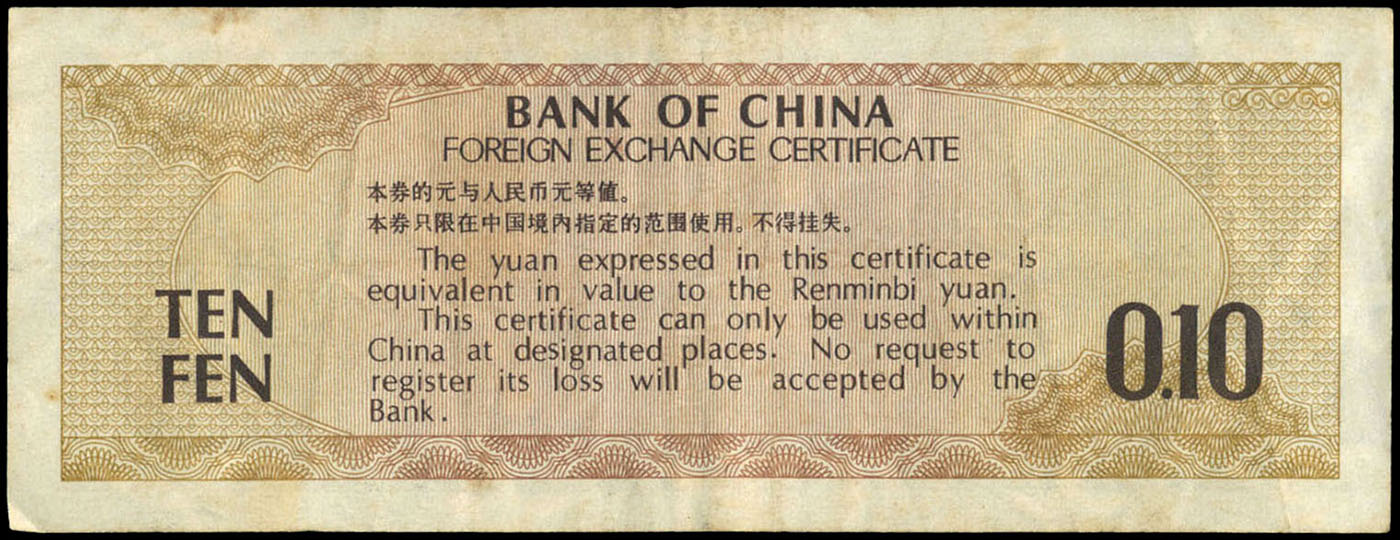 BANK OF CHINA
FOREIGN EXCHANGE CERTIFICATE
本券的元与人民币元等值。
本券只限在中国境内指定的范围使用。不得挂失。
The yuan expressed in this certificate is
equivalent in value to the Renminbi yuan.
This certificate can only be used within
China at designated places. No request to
register its loss will be accepted by the
Bank.
TEN
FEN
0.10